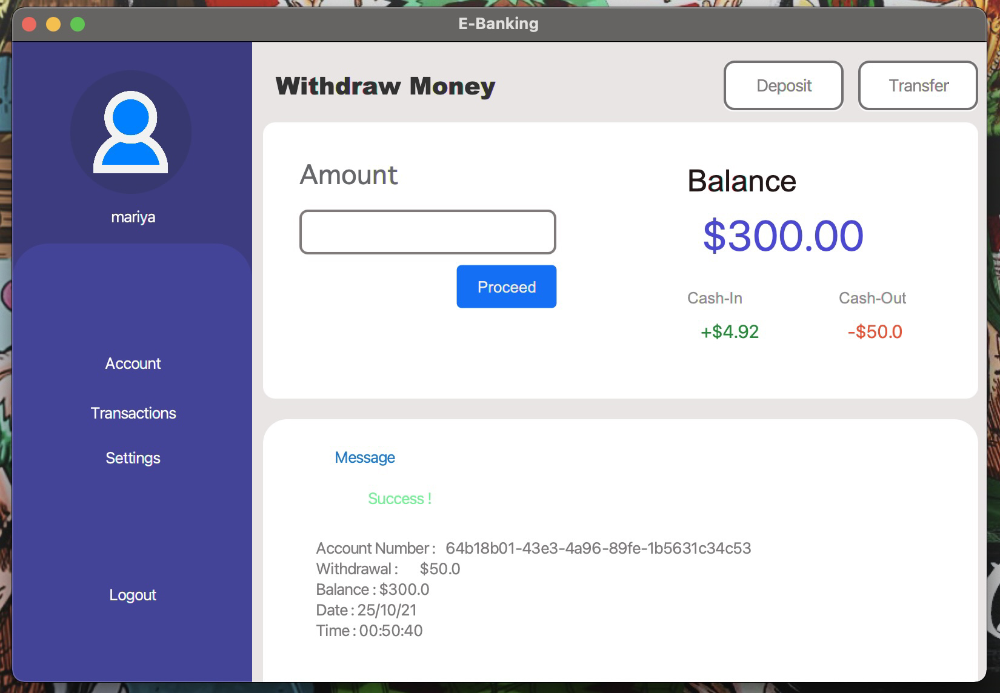 E-Banking
mariya
Account
Transactions
Settings
Logout
Withdraw Money
Deposit
Transfer
Amount
Proceed
Balance
$300.00
Cash-In
Cash-Out
+$4.92
-$50.0
Message
Success !
Account Number : 64b18b01-43e3-4a96-89fe-1b5631c34c53
Withdrawal : $50.0
Balance : $300.0
Date : 25/10/21
Time : 00:50:40